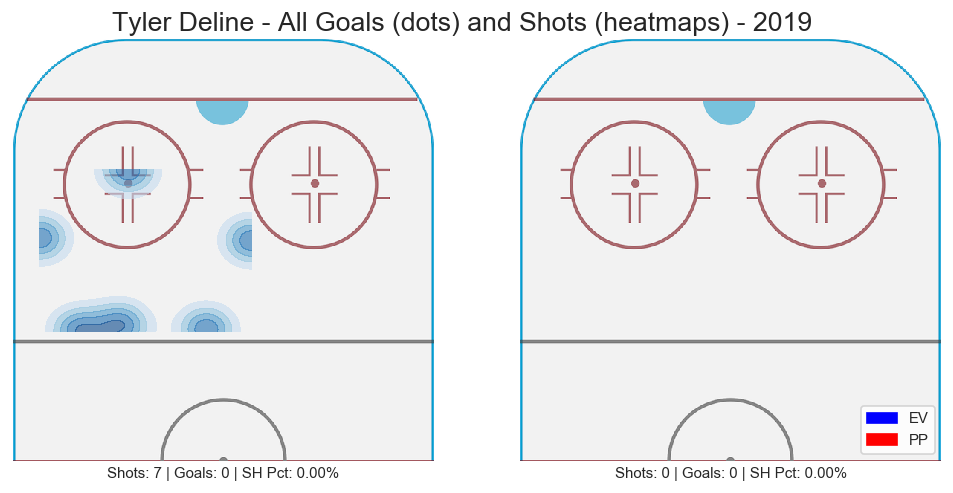 Tyler Deline - All Goals (dots) and Shots (heatmaps) - 2019
EV
PP
Shots: 7 | Goals: 0 | SH Pct: 0.00%
Shots: 0 | Goals: 0 | SH Pct: 0.00%